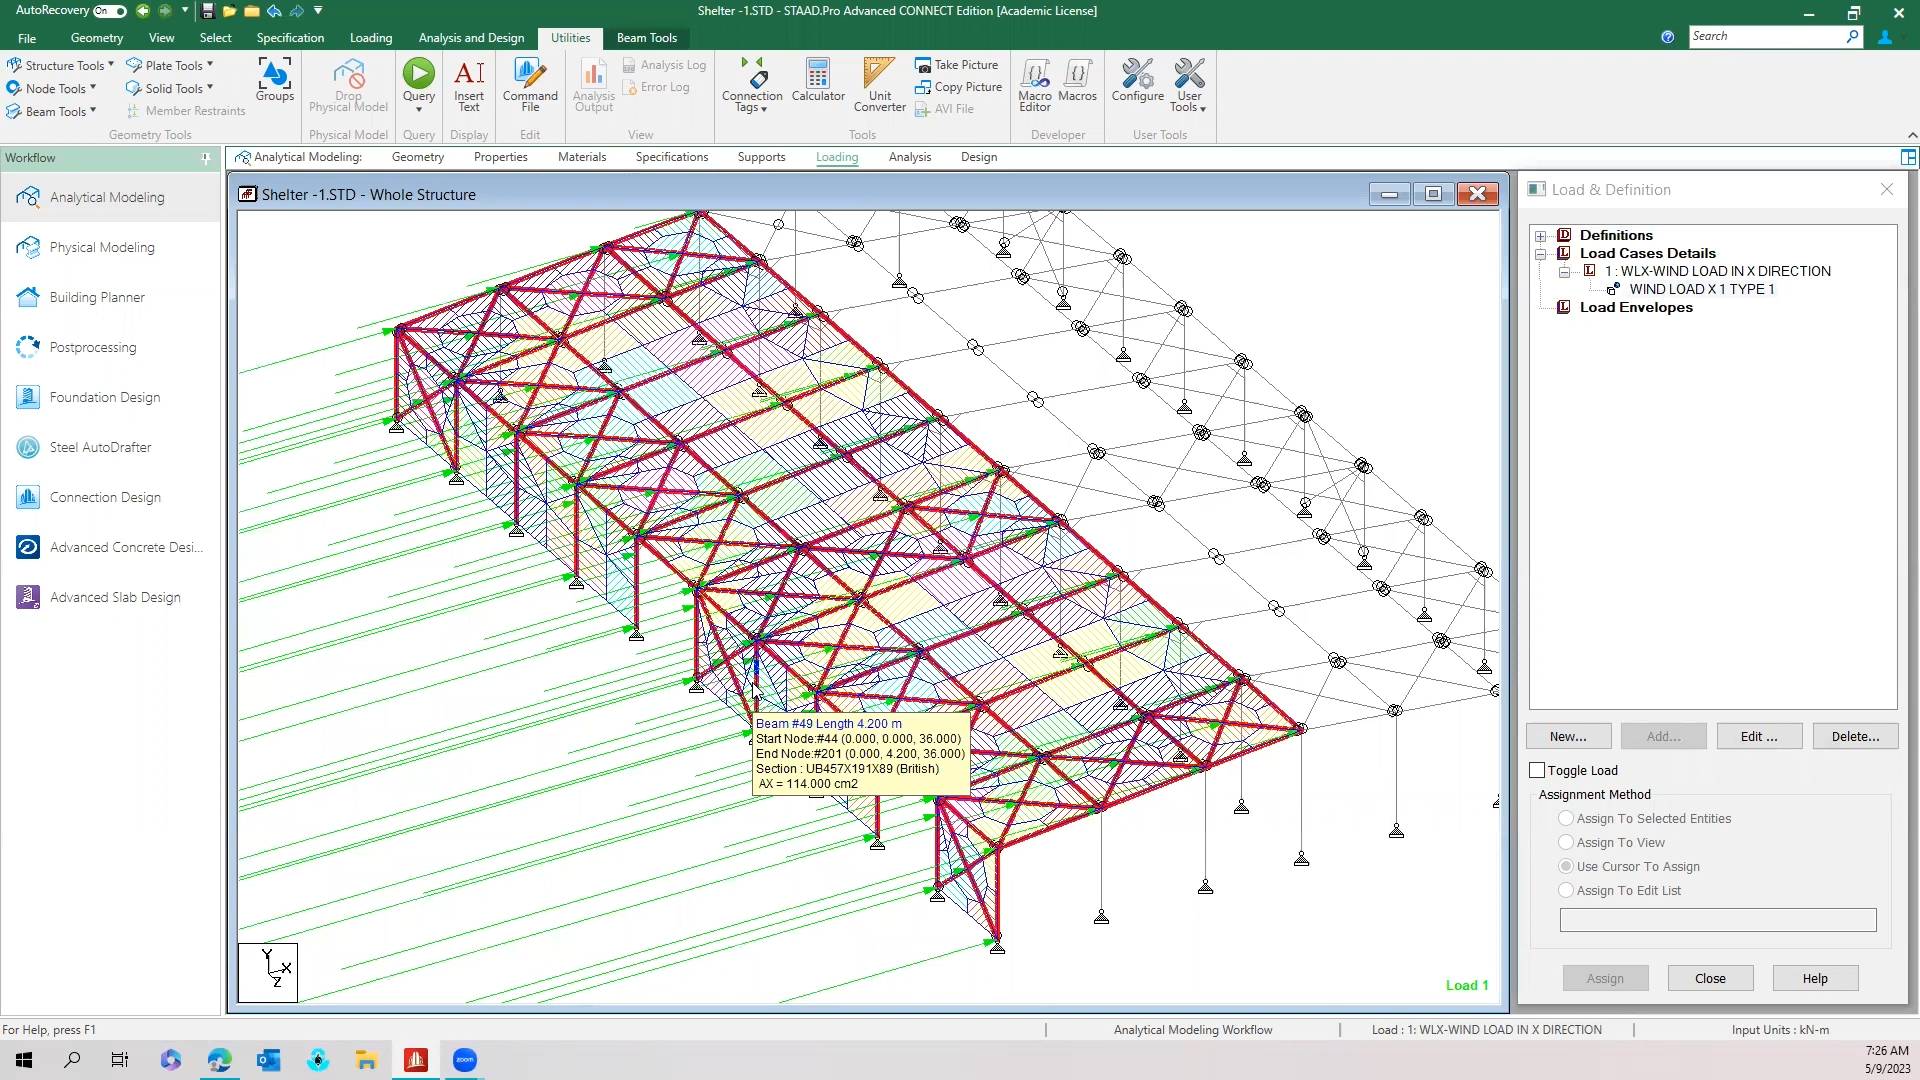 AutoRecovery On
Shelter -1.STD - STAAD.Pro Advanced CONNECT Edition [Academic License]
File Geometry View Select Specification Loading Analysis and Design Utilities Beam Tools
Search
Structure Tools Plate Tools
Node Tools Solid Tools
Beam Tools Member Restraints
Groups
Geometry Tools
Drop Physical Model
Physical Model
Query
Query
Insert Text
Display
Command File
Edit
Analysis Output
Analysis Log
Error Log
View
Connection Tags
Calculator
Unit Converter
Take Picture
Copy Picture
AVI File
Tools
Macro Editor
Macros
Developer
Configure
User Tools
User Tools
Workflow
Analytical Modeling
Physical Modeling
Building Planner
Postprocessing
Foundation Design
Steel AutoDrafter
Connection Design
Advanced Concrete Desi...
Advanced Slab Design
Analytical Modeling: Geometry Properties Materials Specifications Supports Loading Analysis Design
Shelter -1.STD - Whole Structure
Beam #49 Length 4.200 m
Start Node:#44 (0.000, 0.000, 36.000)
End Node:#201 (0.000, 4.200, 36.000)
Section : UB457X191X89 (British)
AX = 114.000 cm2
Y
X
Z
Load 1
Load & Definition
Definitions
Load Cases Details
1 : WLX-WIND LOAD IN X DIRECTION
WIND LOAD X 1 TYPE 1
Load Envelopes
New... Add... Edit ... Delete...
Toggle Load
Assignment Method
Assign To Selected Entities
Assign To View
Use Cursor To Assign
Assign To Edit List
Assign Close Help
For Help, press F1
Analytical Modeling Workflow
Load : 1: WLX-WIND LOAD IN X DIRECTION
Input Units : kN-m
zoom
7:26 AM
5/9/2023